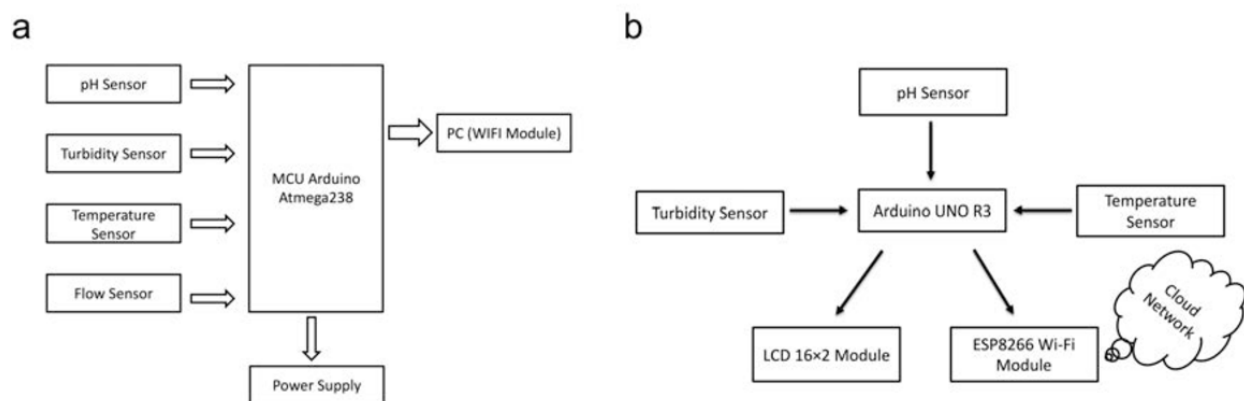 a
pH Sensor
Turbidity Sensor
Temperature
Sensor
Flow Sensor
MCU Arduino
Atmega238
PC (WIFI Module)
Power Supply
b
pH Sensor
Turbidity Sensor
Arduino UNO R3
Temperature
Sensor
LCD 16×2 Module
ESP8266 Wi-Fi
Module
Cloud
Network